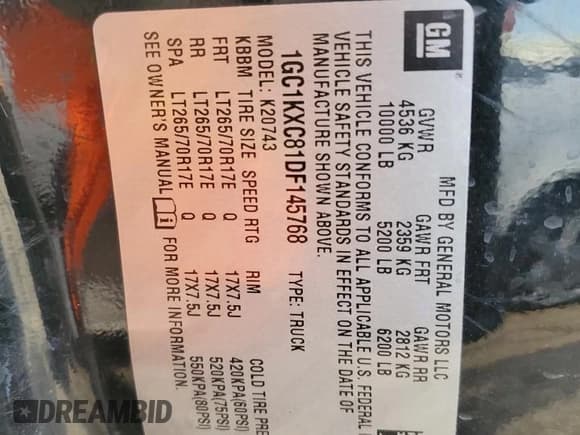 GM
MFD BY GENERAL MOTORS LLC
GVWR GAWR FRT GAWR RR
4536 KG 2359 KG 2812 KG
10000 LB 5200 LB 6200 LB
THIS VEHICLE CONFORMS TO ALL APPLICABLE U.S. FEDERAL
VEHICLE SAFETY STANDARDS IN EFFECT ON THE DATE OF
MANUFACTURE SHOWN ABOVE.
1GC1KXC81DF145768 TYPE: TRUCK
MODEL: K20743
KBBM TIRE SIZE SPEED RTG RIM COLD TIRE PRE
FRT LT265/70R17E Q 17X7.5J 420KPA(60PSI)
RR LT265/70R17E Q 17X7.5J 520KPA(75PSI)
SPA LT265/70R17E Q 17X7.5J 550KPA(80PSI)
SEE OWNER'S MANUAL FOR MORE INFORMATION.
DREAMBID